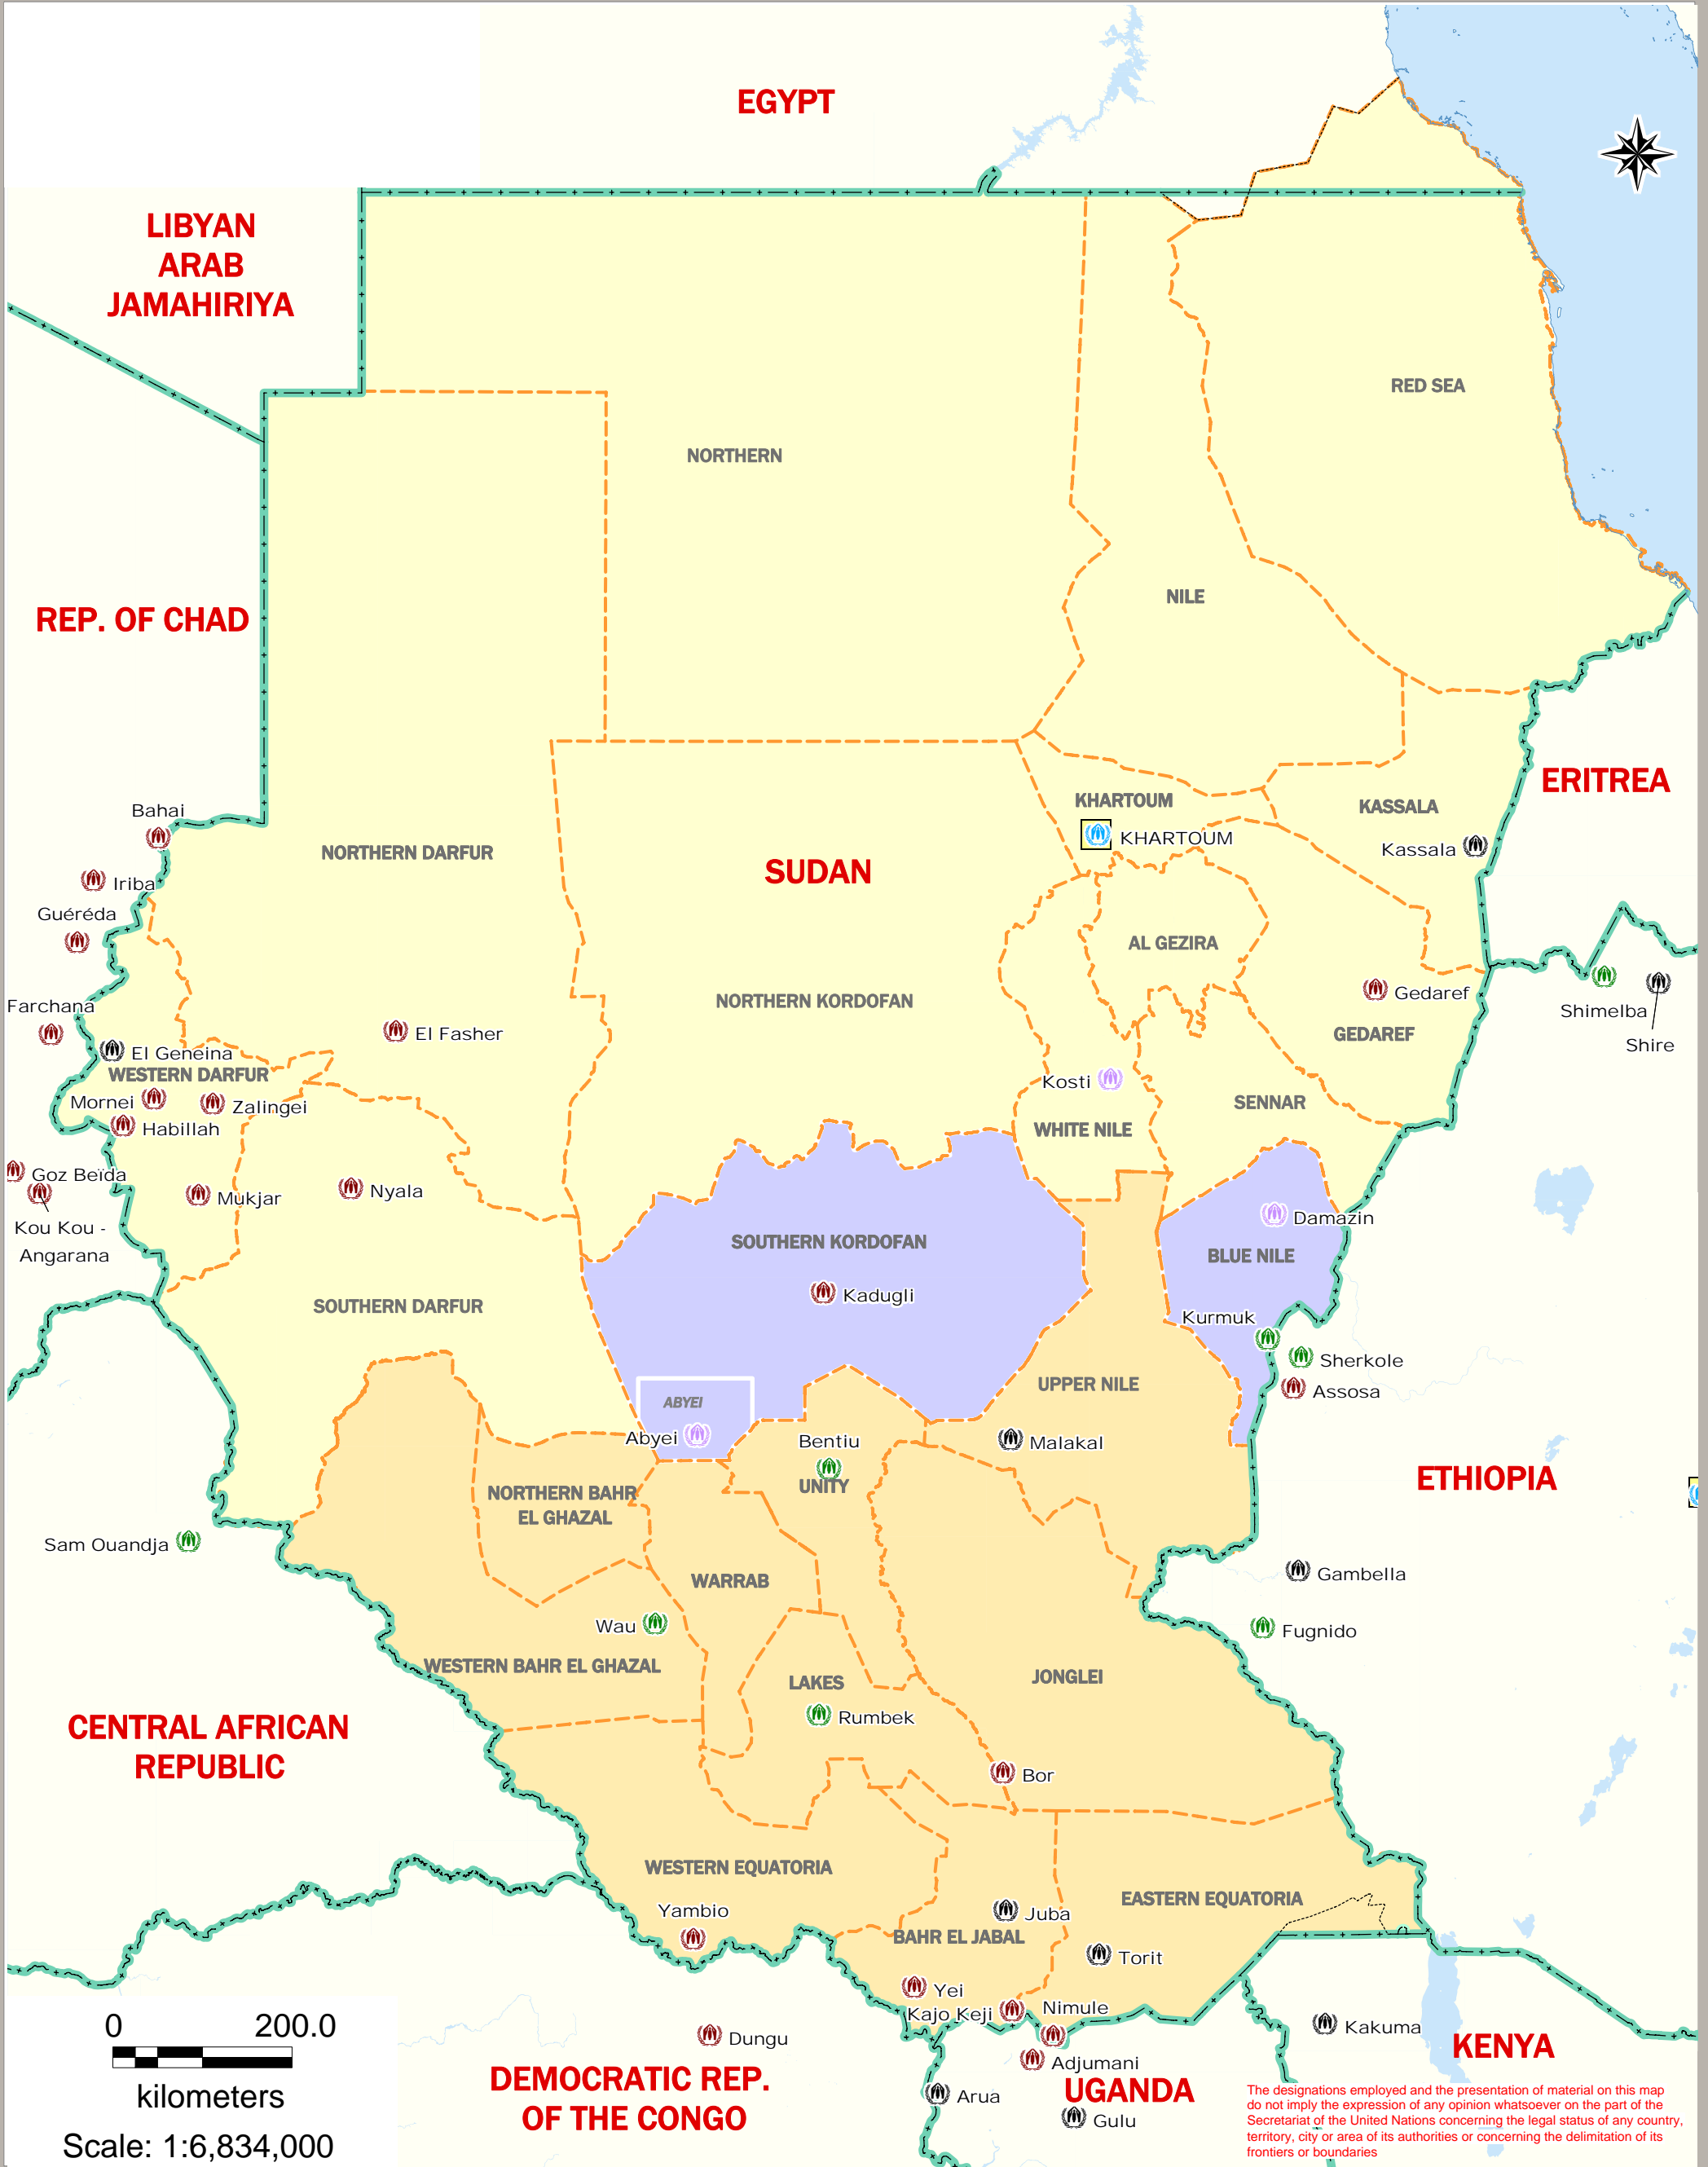 EGYPT
LIBYAN
ARAB
JAMAHIRIYA
RED SEA
NORTHERN
NILE
REP. OF CHAD
ERITREA
KHARTOUM
KASSALA
Bahai
KHARTOUM
Kassala
NORTHERN DARFUR
SUDAN
Iriba
Guéréda
AL GEZIRA
NORTHERN KORDOFAN
Gedaref
Farchana
Shimelba
El Fasher
GEDAREF
Shire
El Geneina
WESTERN DARFUR
Kosti
Mornei
Zalingei
SENNAR
Habillah
WHITE NILE
Goz Beïda
Mukjar
Nyala
Kou Kou -
Angarana
Damazin
SOUTHERN KORDOFAN
BLUE NILE
Kadugli
SOUTHERN DARFUR
Kurmuk
Sherkole
UPPER NILE
Assosa
ABYEI
Abyei
Bentiu
Malakal
ETHIOPIA
UNITY
NORTHERN BAHR
EL GHAZAL
Sam Ouandja
WARRAB
Gambella
Wau
Fugnido
WESTERN BAHR EL GHAZAL
LAKES
JONGLEI
Rumbek
CENTRAL AFRICAN
REPUBLIC
Bor
WESTERN EQUATORIA
EASTERN EQUATORIA
Yambio
Juba
BAHR EL JABAL
Torit
Yei
Kajo Keji
Nimule
0 200.0
kilometers
Scale: 1:6,834,000
Dungu
Kakuma
KENYA
Adjumani
DEMOCRATIC REP.
OF THE CONGO
UGANDA
Arua
Gulu
The designations employed and the presentation of material on this map
do not imply the expression of any opinion whatsoever on the part of the
Secretariat of the United Nations concerning the legal status of any country,
territory, city or area of its authorities or concerning the delimitation of its
frontiers or boundaries